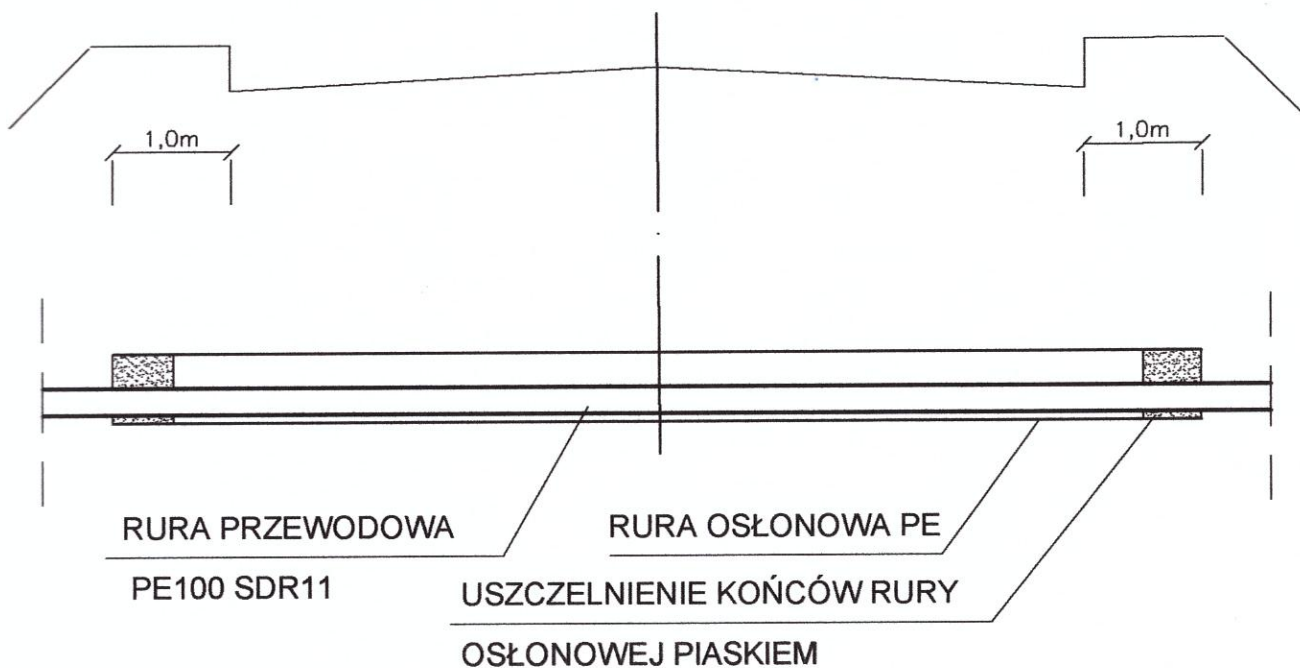 1,0m
1,0m
RURA PRZEWODOWA
PE100 SDR11
RURA OSŁONOWA PE
USZCZELNIENIE KOŃCÓW RURY
OSŁONOWEJ PIASKIEM